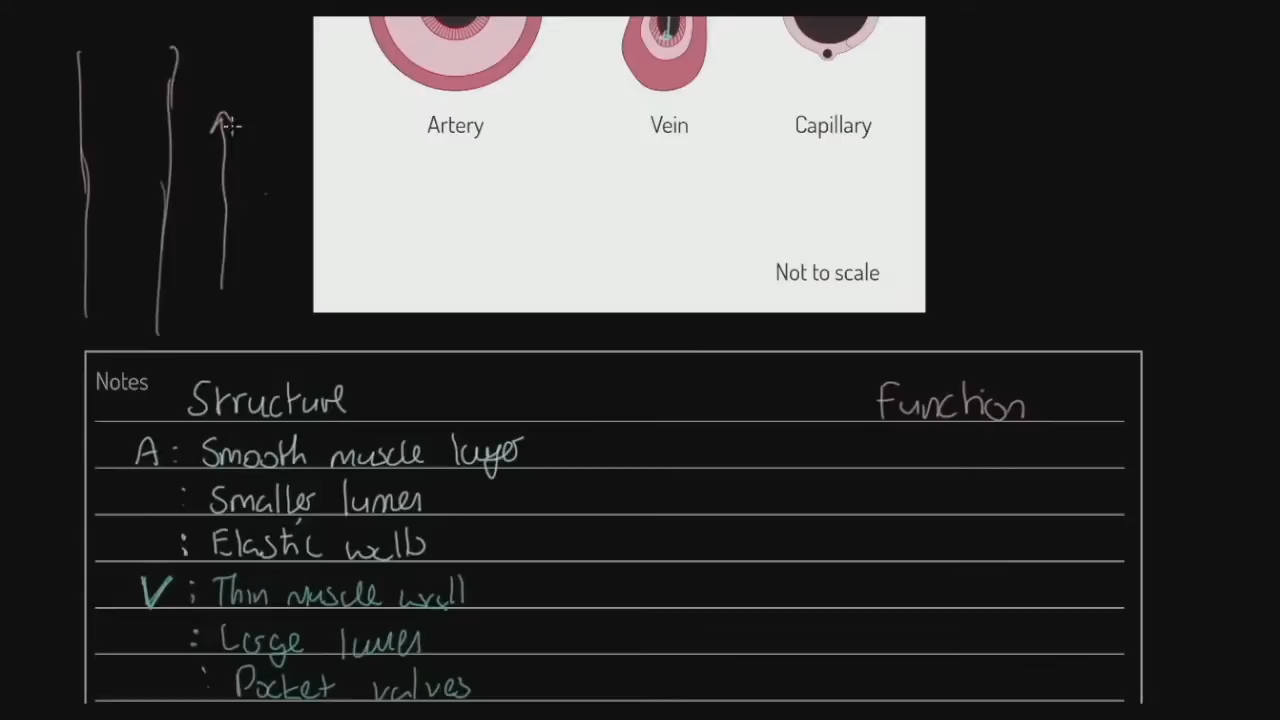 Artery Vein Capillary
Not to scale
Notes Structure Function
A: Smooth muscle layer
: Smaller lumen
: Elastic walls
V: Thin muscle wall
: Large lumen
: Pocket valves